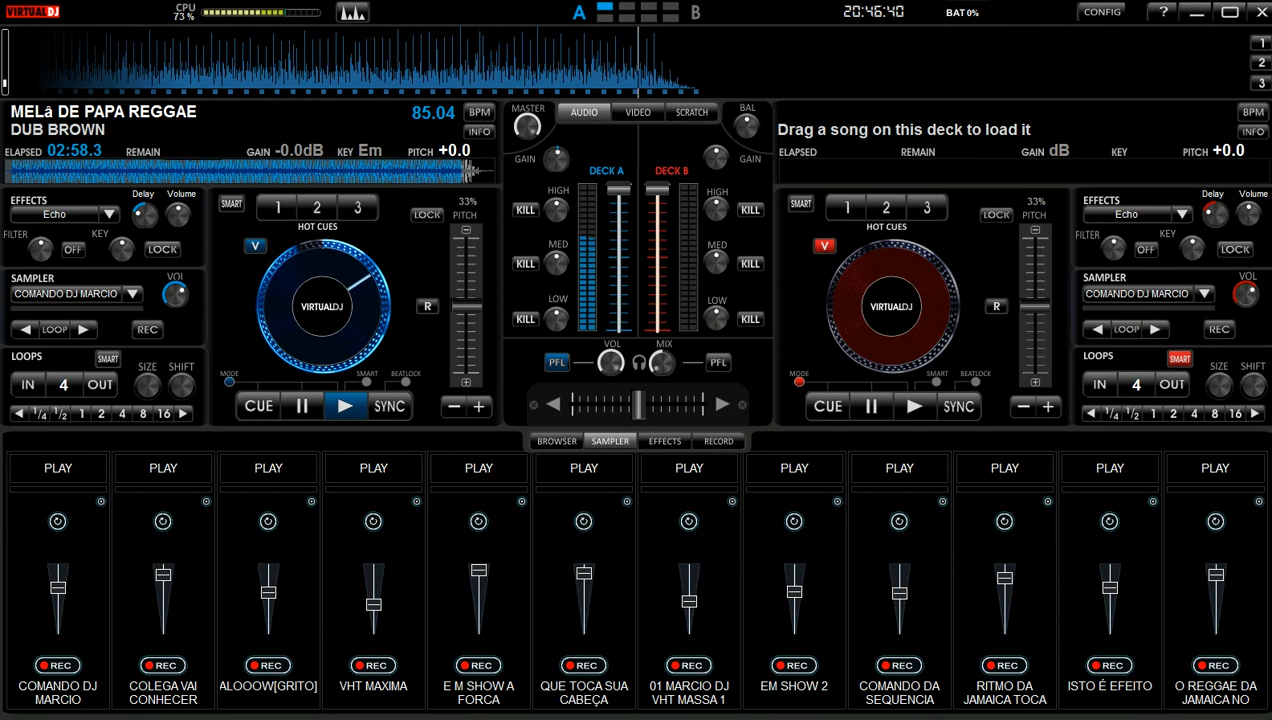 VIRTUALDJ
CPU
73 %
A
B
20:46:40
BAT 0%
CONFIG
?
1
2
3
MELâ DE PAPA REGGAE
DUB BROWN
85.04
BPM
INFO
ELAPSED 02:58.3 REMAIN GAIN -0.0dB KEY Em PITCH +0.0
MASTER
AUDIO
VIDEO
SCRATCH
BAL
GAIN
GAIN
DECK A
DECK B
HIGH
KILL
HIGH
KILL
MED
KILL
MED
KILL
LOW
KILL
LOW
KILL
VOL
MIX
PFL
PFL
Drag a song on this deck to load it
BPM
INFO
ELAPSED REMAIN GAIN dB KEY PITCH +0.0
EFFECTS
Echo
Delay
Volume
FILTER
OFF
KEY
LOCK
SAMPLER
COMANDO DJ MARCIO
VOL
LOOP
REC
LOOPS
SMART
IN
4
OUT
SIZE
SHIFT
1/4 1/2 1 2 4 8 16
SMART
1 2 3
HOT CUES
LOCK
33%
PITCH
V
VIRTUALDJ
R
MODE
SMART
BEATLOCK
CUE
SYNC
SMART
1 2 3
HOT CUES
LOCK
33%
PITCH
V
VIRTUALDJ
R
MODE
SMART
BEATLOCK
CUE
SYNC
EFFECTS
Echo
Delay
Volume
FILTER
OFF
KEY
LOCK
SAMPLER
COMANDO DJ MARCIO
VOL
LOOP
REC
LOOPS
SMART
IN
4
OUT
SIZE
SHIFT
1/4 1/2 1 2 4 8 16
BROWSER
SAMPLER
EFFECTS
RECORD
PLAY
PLAY
PLAY
PLAY
PLAY
PLAY
PLAY
PLAY
PLAY
PLAY
PLAY
PLAY
REC
REC
REC
REC
REC
REC
REC
REC
REC
REC
REC
REC
COMANDO DJ
MARCIO
COLEGA VAI
CONHECER
ALOOOW[GRITO]
VHT MAXIMA
E M SHOW A
FORCA
QUE TOCA SUA
CABEÇA
01 MARCIO DJ
VHT MASSA 1
EM SHOW 2
COMANDO DA
SEQUENCIA
RITMO DA
JAMAICA TOCA
ISTO É EFEITO
O REGGAE DA
JAMAICA NO